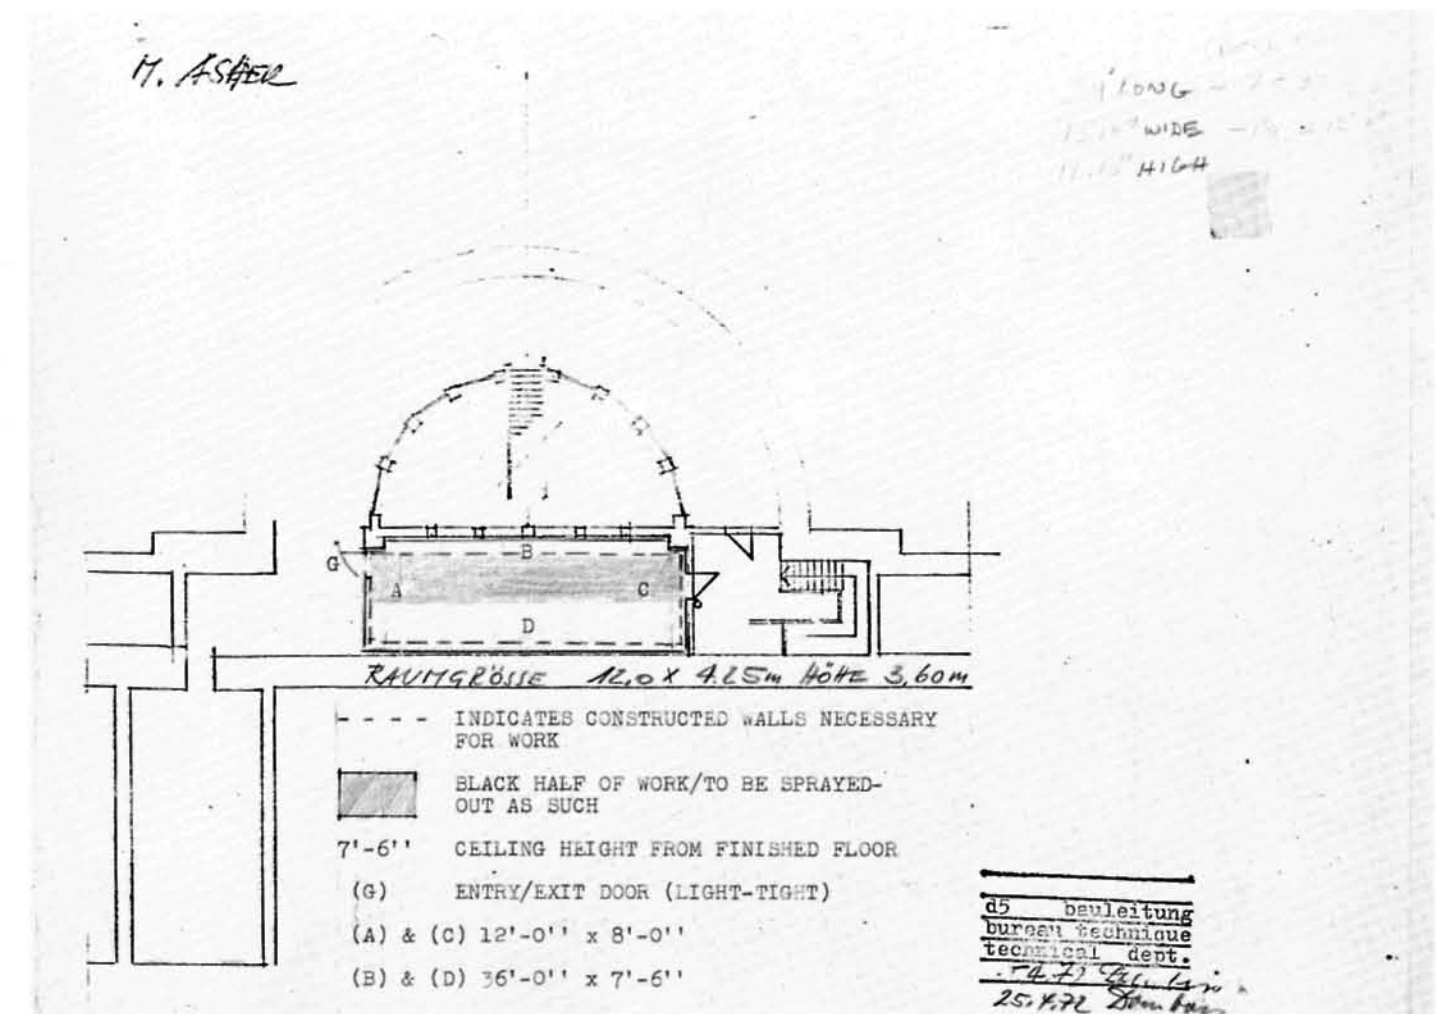 M. ASHER
LONG
WIDE
HIGH
B
G
A C
D
RAUMGRÖSSE 12,0 X 4.25m HÖHE 3,60m
- - - - INDICATES CONSTRUCTED WALLS NECESSARY
FOR WORK
BLACK HALF OF WORK/TO BE SPRAYED-
OUT AS SUCH
7'-6'' CEILING HEIGHT FROM FINISHED FLOOR
(G) ENTRY/EXIT DOOR (LIGHT-TIGHT)
(A) & (C) 12'-0'' x 8'-0''
(B) & (D) 36'-0'' x 7'-6''
d5 bauleitung
bureau technique
technical dept.
25.4.72